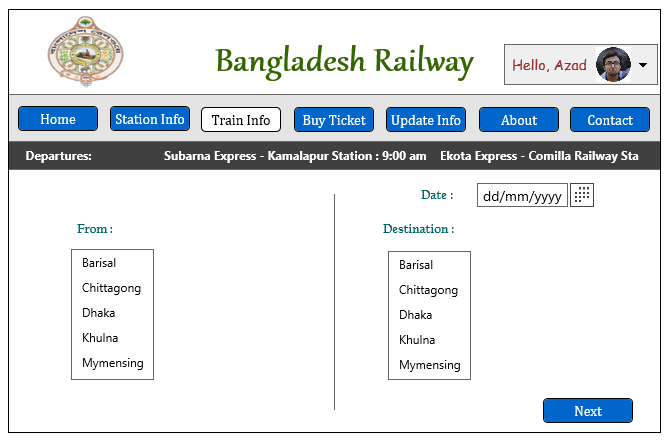 Bangladesh Railway
Hello, Azad
Home Station Info Train Info Buy Ticket Update Info About Contact
Departures: Subarna Express - Kamalapur Station : 9:00 am Ekota Express - Comilla Railway Sta
Date : dd/mm/yyyy
From :
Barisal
Chittagong
Dhaka
Khulna
Mymensing
Destination :
Barisal
Chittagong
Dhaka
Khulna
Mymensing
Next